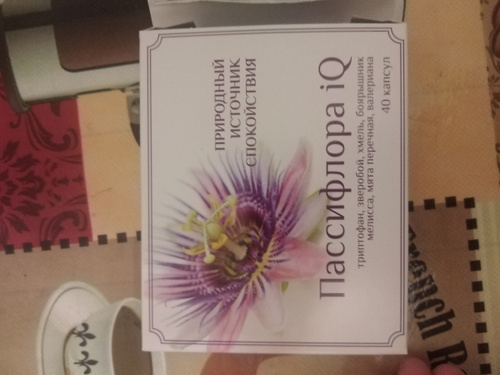 ПРИРОДНЫЙ
ИСТОЧНИК
СПОКОЙСТВИЯ
Пассифлора iQ
триптофан, зверобой, хмель, боярышник
мелисса, мята перечная, валериана
40 капсул